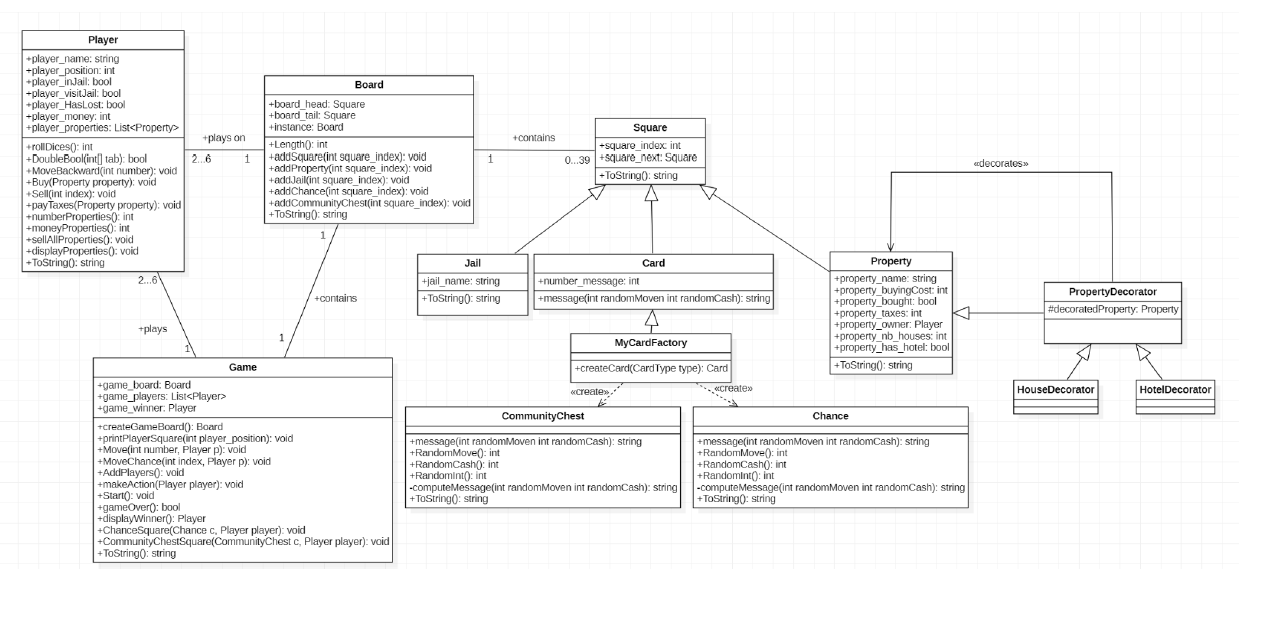 Player
+player_name: string
+player_position: int
+player_inJail: bool
+player_visitJail: bool
+player_HasLost: bool
+player_money: int
+player_properties: List<Property>
+rollDices(): int
+DoubleBool(int[] tab): bool
+MoveBackward(int number): void
+Buy(Property property): void
+Sell(int index): void
+payTaxes(Property property): void
+numberProperties(): int
+moneyProperties(): int
+sellAllProperties(): void
+displayProperties(): void
+ToString(): string
+plays on
2...6
1
Board
+board_head: Square
+board_tail: Square
+instance: Board
+Length(): int
+addSquare(int square_index): void
+addProperty(int square_index): void
+addJail(int square_index): void
+addChance(int square_index): void
+addCommunityChest(int square_index): void
+ToString(): string
+contains
1
0...39
Square
+square_index: int
+square_next: Square
+ToString(): string
«decorates»
2...6
+plays
1
1
+contains
1
Jail
+jail_name: string
+ToString(): string
Card
+number_message: int
+message(int randomMoven int randomCash): string
Property
+property_name: string
+property_buyingCost: int
+property_bought: bool
+property_taxes: int
+property_owner: Player
+property_nb_houses: int
+property_has_hotel: bool
+ToString(): string
PropertyDecorator
#decoratedProperty: Property
HouseDecorator
HotelDecorator
MyCardFactory
+createCard(CardType type): Card
«create»
«create»
Game
+game_board: Board
+game_players: List<Player>
+game_winner: Player
+createGameBoard(): Board
+printPlayerSquare(int player_position): void
+Move(int number, Player p): void
+MoveChance(int index, Player p): void
+AddPlayers(): void
+makeAction(Player player): void
+Start(): void
+gameOver(): bool
+displayWinner(): Player
+ChanceSquare(Chance c, Player player): void
+CommunityChestSquare(CommunityChest c, Player player): void
+ToString(): string
CommunityChest
+message(int randomMoven int randomCash): string
+RandomMove(): int
+RandomCash(): int
+RandomInt(): int
-computeMessage(int randomMoven int randomCash): string
+ToString(): string
Chance
+message(int randomMoven int randomCash): string
+RandomMove(): int
+RandomCash(): int
+RandomInt(): int
-computeMessage(int randomMoven int randomCash): string
+ToString(): string